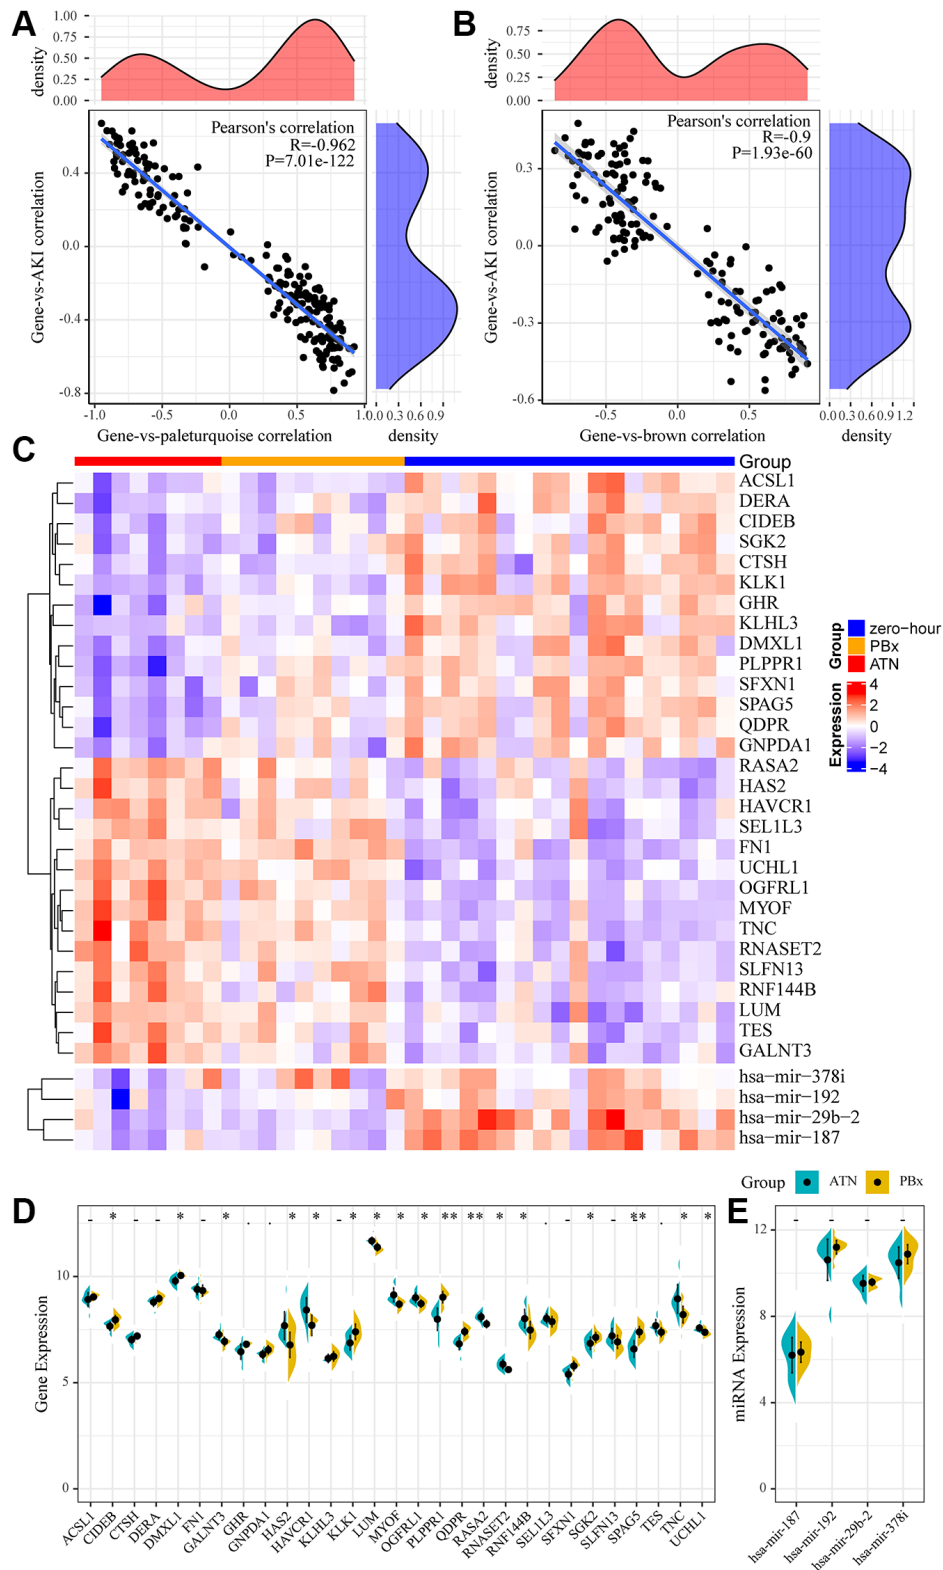 A
1.00
0.75
0.50
0.25
0.00
density
Pearson's correlation
R=-0.962
P=7.01e-122
0.4
0.0
-0.4
-0.8
Gene-vs-AKI correlation
-1.0 -0.5 0.0 0.5 1.0
Gene-vs-paleturquoise correlation
0.0 0.3 0.6 0.9
density
B
0.75
0.50
0.25
0.00
density
Pearson's correlation
R=-0.9
P=1.93e-60
0.3
0.0
-0.3
-0.6
Gene-vs-AKI correlation
-0.5 0.0 0.5
Gene-vs-brown correlation
0.0 0.3 0.6 0.9 1.2
density
C
Group
ACSL1
DERA
CIDEB
SGK2
CTSH
KLK1
GHR
KLHL3
DMXL1
PLPPR1
SFXN1
SPAG5
QDPR
GNPDA1
RASA2
HAS2
HAVCR1
SEL1L3
FN1
UCHL1
OGFRL1
MYOF
TNC
RNASET2
SLFN13
RNF144B
LUM
TES
GALNT3
hsa-mir-378i
hsa-mir-192
hsa-mir-29b-2
hsa-mir-187
Group
zero-hour
PBx
ATN
Expression
4
2
0
-2
-4
Group ATN PBx
D
- * - - * - * . . * * - * * * * ** ** * * . - * - ** . * *
10
5
0
Gene Expression
ACSL1 CIDEB CTSH DERA DMXL1 FN1 GALNT3 GHR GNPDA1 HAS2 HAVCR1 KLHL3 KLK1 LUM MYOF OGFRL1 PLPPR1 QDPR RASA2 RNASET2 RNF144B SEL1L3 SFXN1 SGK2 SLFN13 SPAG5 TES TNC UCHL1
E
- - - -
12
8
4
0
miRNA Expression
hsa-mir-187 hsa-mir-192 hsa-mir-29b-2 hsa-mir-378i